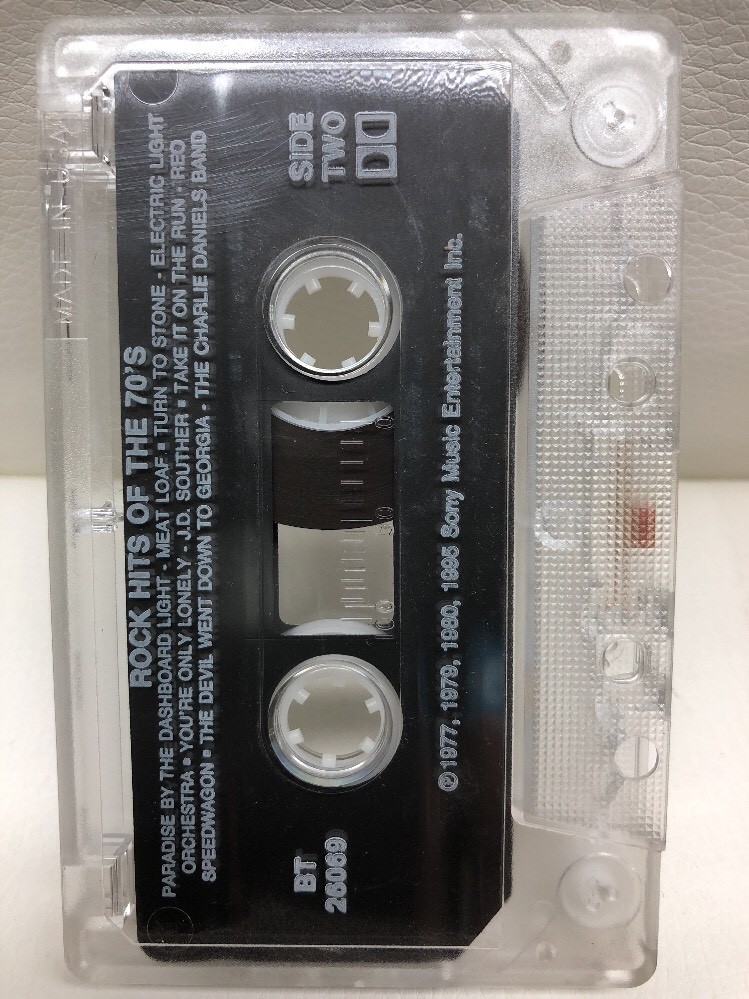 ROCK HITS OF THE 70'S
PARADISE BY THE DASHBOARD LIGHT - MEAT LOAF ▪ TURN TO STONE - ELECTRIC LIGHT
ORCHESTRA ▪ YOU'RE ONLY LONELY - J.D. SOUTHER ▪ TAKE IT ON THE RUN - REO
SPEEDWAGON ▪ THE DEVIL WENT DOWN TO GEORGIA - THE CHARLIE DANIELS BAND
SIDE
TWO
BT
26069
℗1977, 1979, 1980, 1995 Sony Music Entertainment Inc.
MADE IN U.S.A.